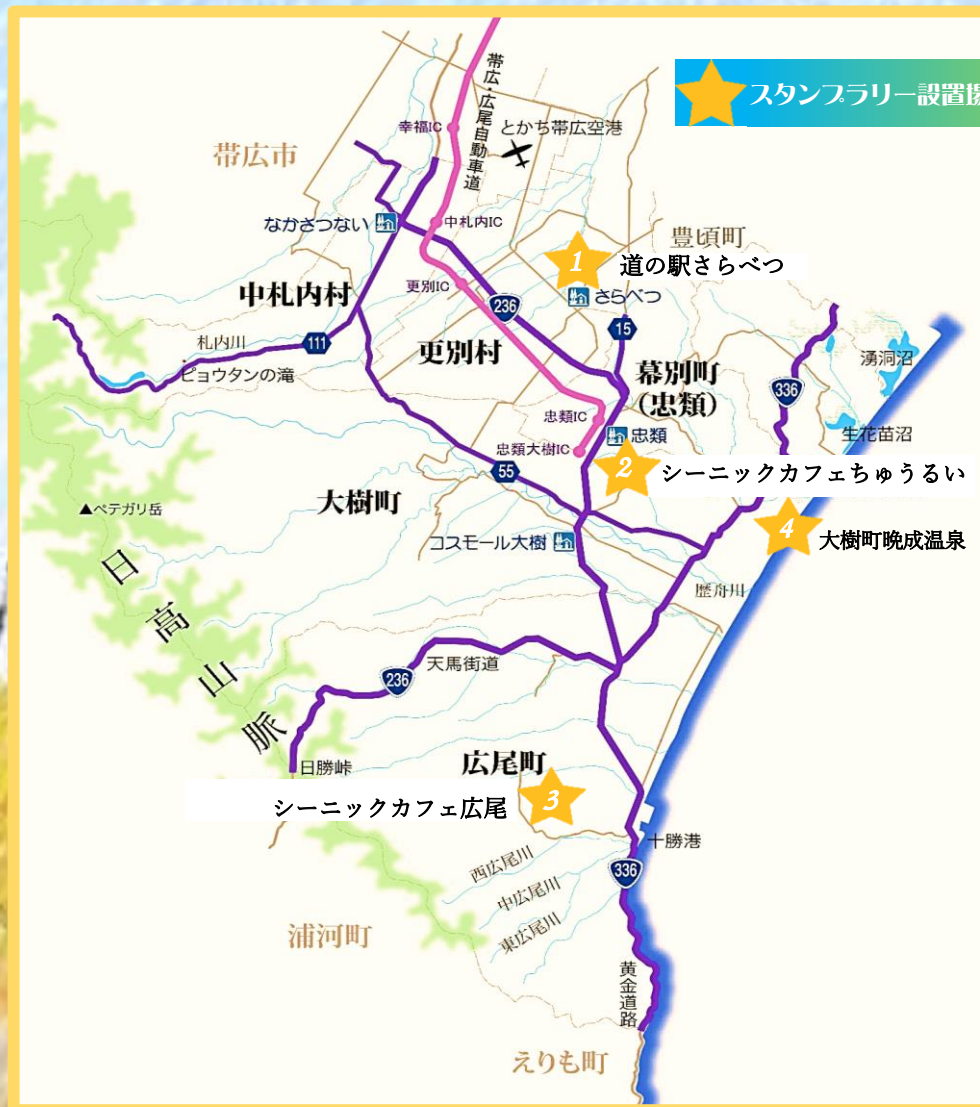 スタンプラリー設置
帯広・広尾自動車道
幸福IC
とかち帯広空港
帯広市
なかさつない
中札内IC
豊頃町
1
道の駅さらべつ
更別IC
さらべつ
中札内村
236
15
札内川
111
更別村
ピョウタンの滝
幕別町
(忠類)
湧洞沼
336
忠類IC
忠類
生花苗沼
忠類大樹IC
2
シーニックカフェちゅうるい
55
大樹町
▲ペテガリ岳
4
大樹町晩成温泉
コスモール大樹
日高山脈
歴舟川
天馬街道
236
広尾町
日勝峠
シーニックカフェ広尾
3
十勝港
西広尾川
336
中広尾川
東広尾川
浦河町
黄金道路
えりも町